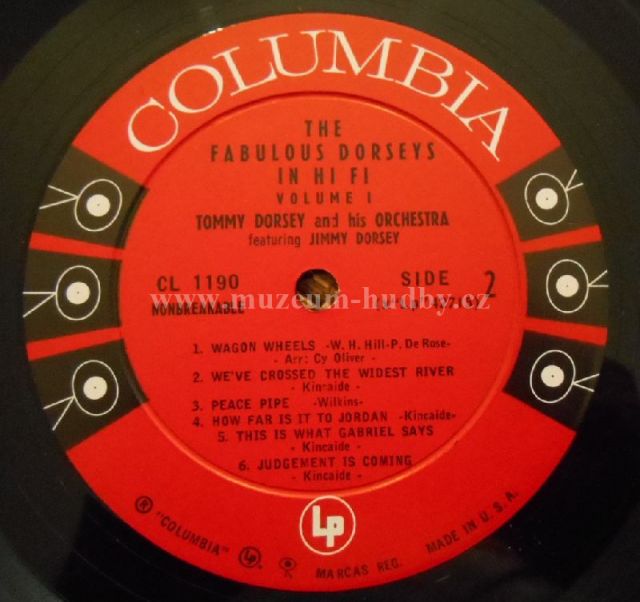 COLUMBIA
THE
FABULOUS DORSEYS
IN HI FI
VOLUME I
TOMMY DORSEY and his ORCHESTRA
featuring JIMMY DORSEY
CL 1190 SIDE 2
www.muzeum-hudby.cz
NONBREAKABLE
1. WAGON WHEELS -W. H. Hill-P. De Rose-
- Arr: Cy Oliver -
2. WE'VE CROSSED THE WIDEST RIVER
- Kincaide -
3. PEACE PIPE -Wilkins-
4. HOW FAR IS IT TO JORDAN -Kincaide-
5. THIS IS WHAT GABRIEL SAYS
- Kincaide -
6. JUDGEMENT IS COMING
- Kincaide -
Lp
® "COLUMBIA" Lp. MARCAS REG. MADE IN U.S.A.